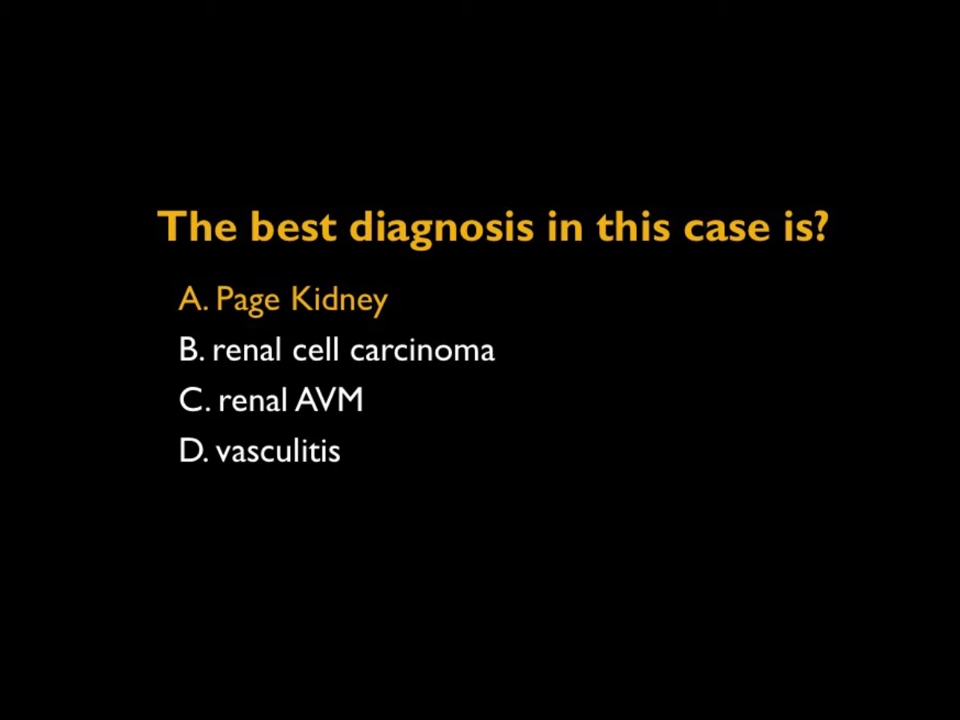 The best diagnosis in this case is?
A. Page Kidney
B. renal cell carcinoma
C. renal AVM
D. vasculitis